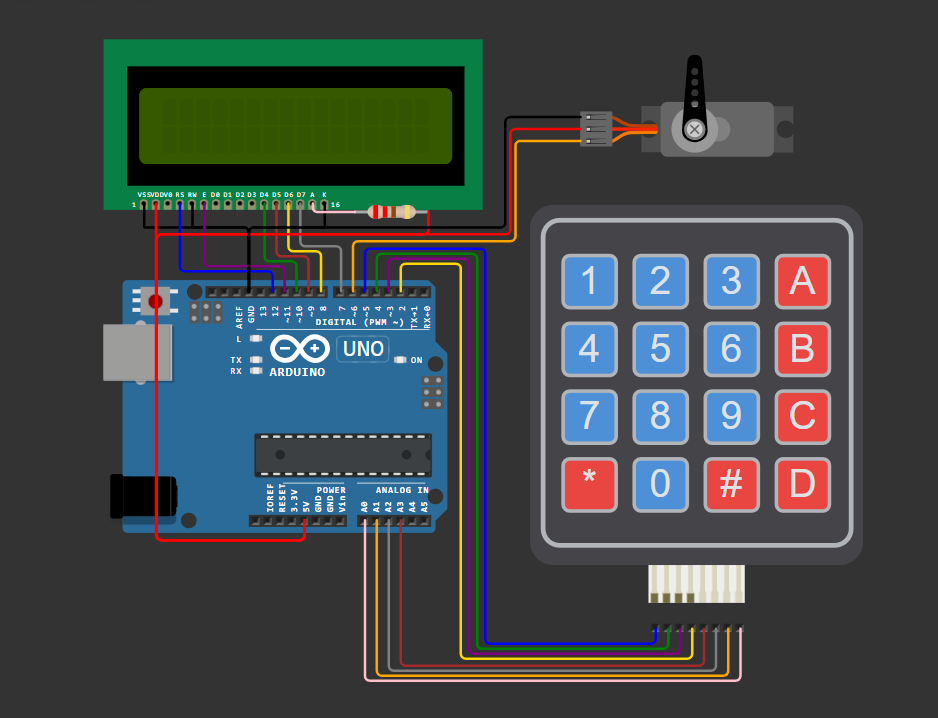 VSS VDD V0 RS RW E D0 D1 D2 D3 D4 D5 D6 D7 A K
1 16
AREF GND 13 12 ~11 ~10 ~9 8 7 ~6 ~5 4 ~3 2 TX→1 RX←0
DIGITAL (PWM ~)
L
UNO
TX ON
RX ARDUINO
POWER ANALOG IN
IOREF RESET 3.3V 5V GND GND Vin A0 A1 A2 A3 A4 A5
1 2 3 A
4 5 6 B
7 8 9 C
* 0 # D